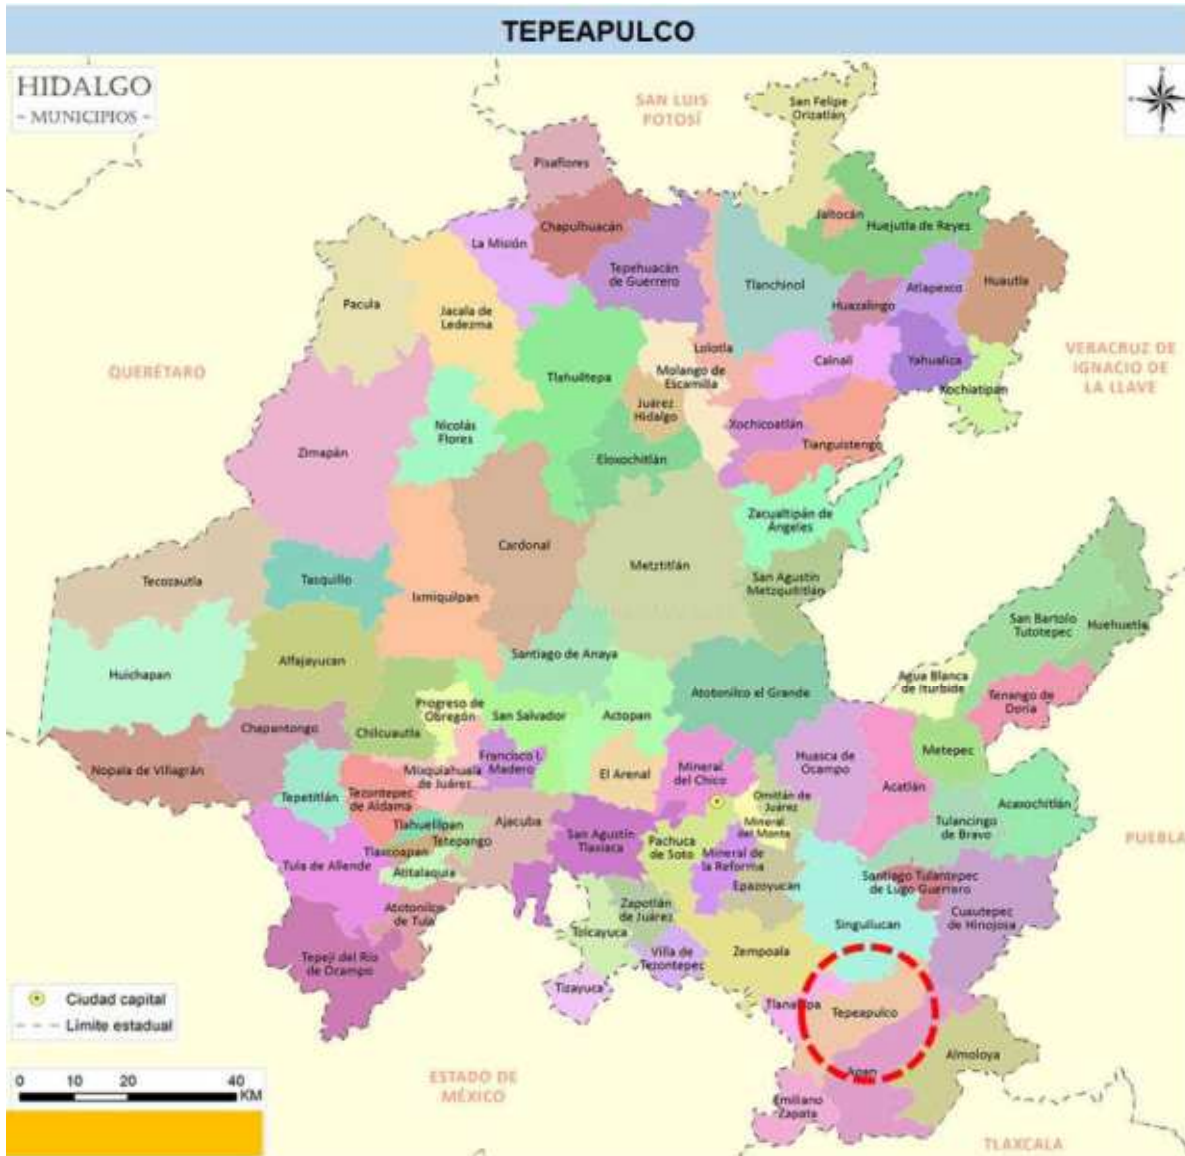 TEPEAPULCO
HIDALGO
- MUNICIPIOS -
SAN LUIS
POTOSÍ
San Felipe
Orizatlán
Pisaflores
Jaltocán
Huejutla de Reyes
Chapulhuacán
La Misión
Tepehuacán
de Guerrero
Tlanchinol
Atlapexco
Huautla
Huazalingo
Pacula
Jacala de
Ledezma
Lolotla
Calnali
Yahualica
VERACRUZ DE
IGNACIO DE
LA LLAVE
QUERÉTARO
Tlahuiltepa
Molango de
Escamilla
Xochiatipan
Juárez
Hidalgo
Nicolás
Flores
Xochicoatlán
Tianguistengo
Zimapán
Eloxochitlán
Zacualtipán de
Ángeles
Cardonal
Metztitlán
Tecozautla
Tasquillo
Ixmiquilpan
San Agustín
Metzquititlán
San Bartolo
Tutotepec
Huehuetla
Santiago de Anaya
Huichapan
Alfajayucan
Agua Blanca
de Iturbide
Atotonilco el Grande
Tenango de
Doria
Progreso de
Obregón
San Salvador
Actopan
Chapantongo
Chilcuautla
Metepec
Huasca de
Ocampo
Francisco I.
Madero
Nopala de Villagrán
Mixquiahuala
de Juárez
El Arenal
Mineral
del Chico
Acatlán
Tepetitlán
Tezontepec
de Aldama
Omitlán de
Juárez
Acaxochitlán
Tulancingo
de Bravo
Tlahuelilpan
Ajacuba
San Agustín
Tlaxiaca
Mineral
del Monte
PUEBLA
Pachuca
de Soto
Tetepango
Tlaxcoapan
Mineral de
la Reforma
Tula de Allende
Atitalaquia
Epazoyucan
Santiago Tulantepec
de Lugo Guerrero
Atotonilco
de Tula
Zapotlán
de Juárez
Cuautepec
de Hinojosa
Singuilucan
Tolcayuca
Tepeji del Río
de Ocampo
Villa de
Tezontepec
Zempoala
Tizayuca
Ciudad capital
Límite estadual
Tepeapulco
Almoloya
Apan
0 10 20 40
KM
ESTADO DE
MÉXICO
Emiliano
Zapata
TLAXCALA